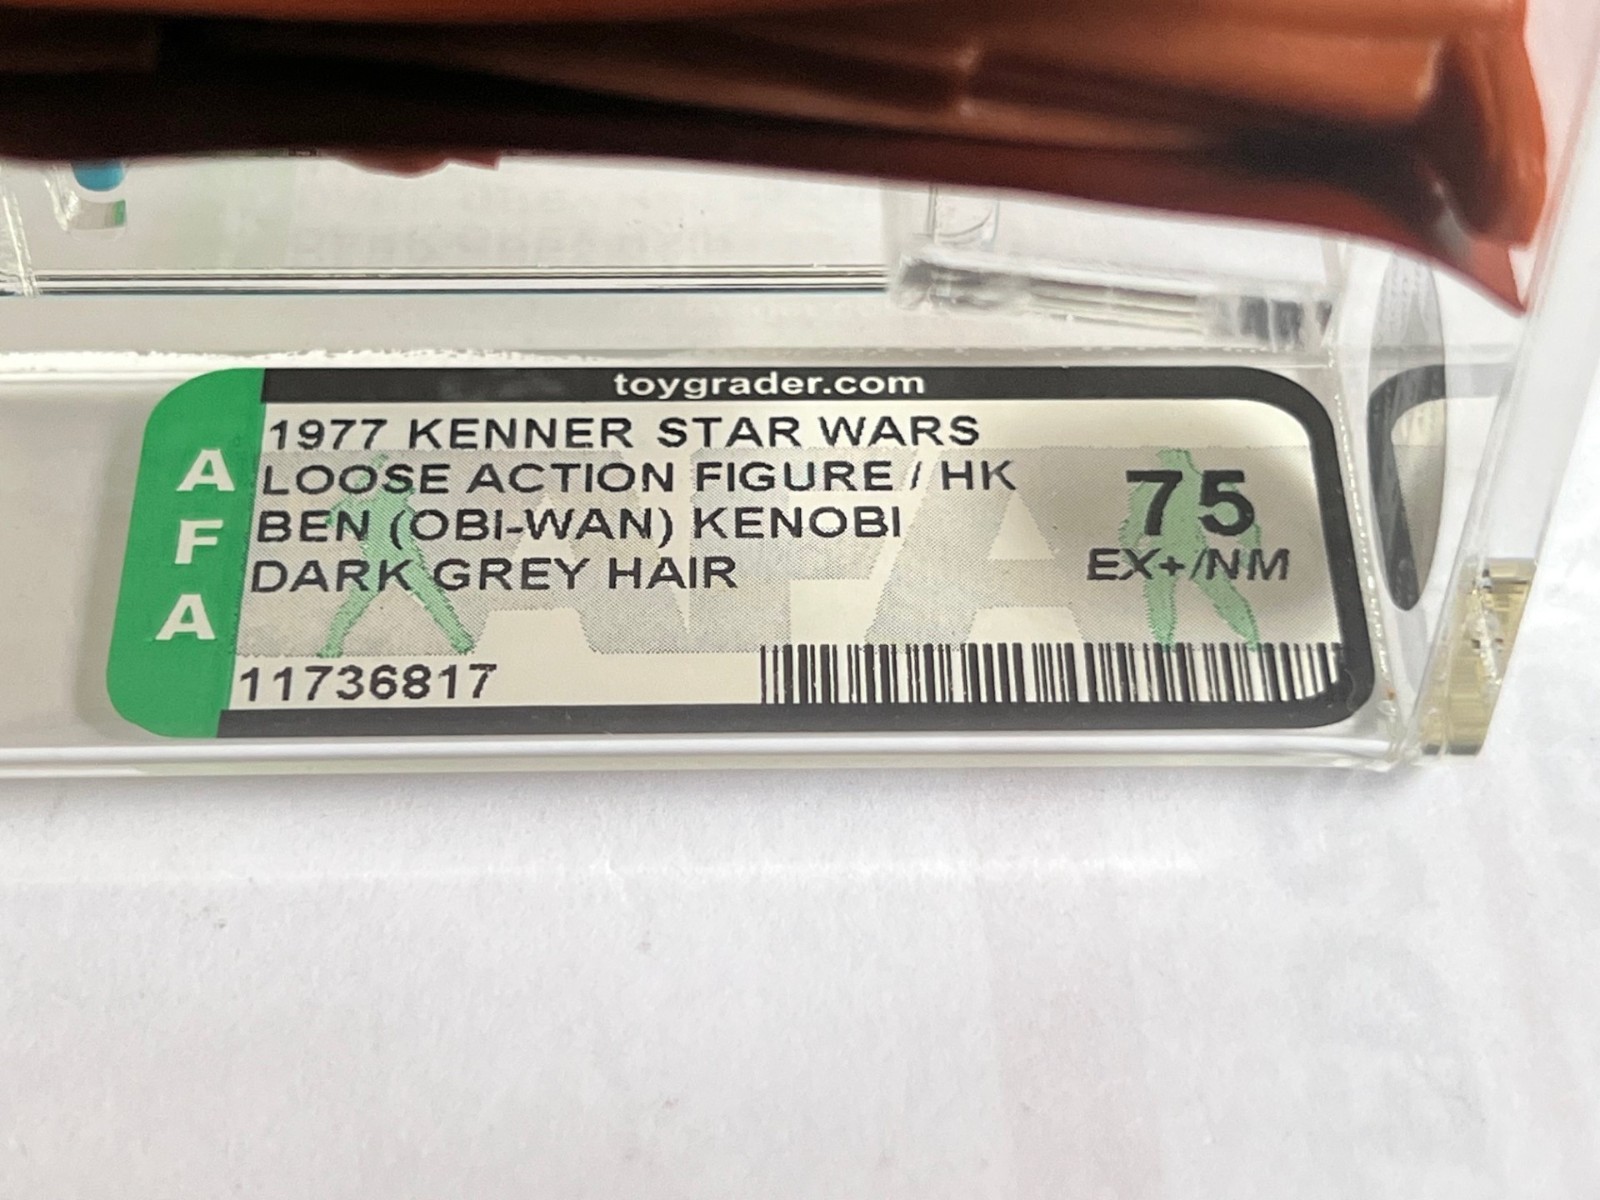 toygrader.com
AFA
1977 KENNER STAR WARS
LOOSE ACTION FIGURE / HK
BEN (OBI-WAN) KENOBI
DARK GREY HAIR
75
EX+/NM
11736817